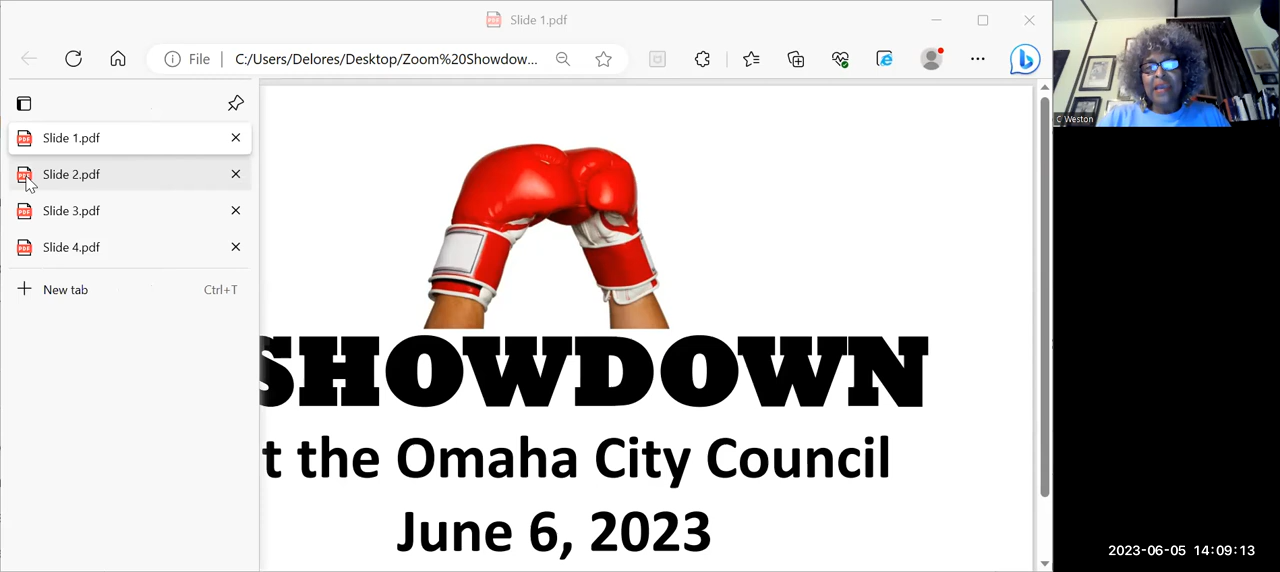 Slide 1.pdf
File
C:/Users/Delores/Desktop/Zoom%20Showdow...
Slide 1.pdf
Slide 2.pdf
Slide 3.pdf
Slide 4.pdf
New tab
Ctrl+T
SHOWDOWN
t the Omaha City Council
June 6, 2023
C Weston
2023-06-05 14:09:13